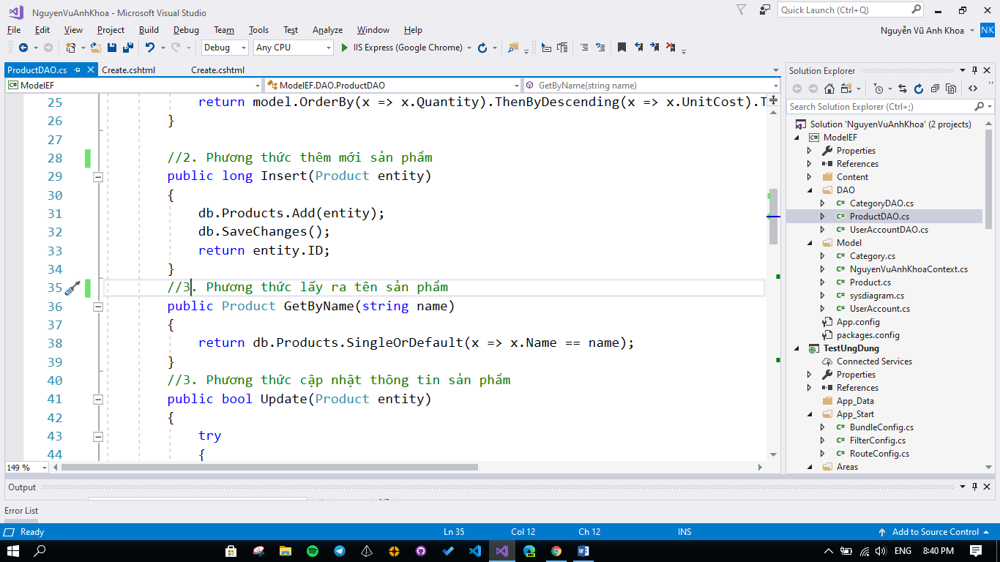 NguyenVuAnhKhoa - Microsoft Visual Studio
Quick Launch (Ctrl+Q)
File Edit View Project Build Debug Team Tools Test Analyze Window Help
Nguyễn Vũ Anh Khoa NK
Debug Any CPU IIS Express (Google Chrome)
ProductDAO.cs Create.cshtml Create.cshtml
ModelEF ModelEF.DAO.ProductDAO GetByName(string name)
25 return model.OrderBy(x => x.Quantity).ThenByDescending(x => x.UnitCost).T
26 }
27
28 //2. Phương thức thêm mới sản phẩm
29 public long Insert(Product entity)
30 {
31 db.Products.Add(entity);
32 db.SaveChanges();
33 return entity.ID;
34 }
35 //3. Phương thức lấy ra tên sản phẩm
36 public Product GetByName(string name)
37 {
38 return db.Products.SingleOrDefault(x => x.Name == name);
39 }
40 //3. Phương thức cập nhật thông tin sản phẩm
41 public bool Update(Product entity)
42 {
43 try
44 {
149 %
Solution Explorer
Search Solution Explorer (Ctrl+;)
Solution 'NguyenVuAnhKhoa' (2 projects)
C# ModelEF
Properties
References
Content
DAO
C# CategoryDAO.cs
C# ProductDAO.cs
C# UserAccountDAO.cs
Model
C# Category.cs
C# NguyenVuAnhKhoaContext.cs
C# Product.cs
C# sysdiagram.cs
C# UserAccount.cs
App.config
packages.config
TestUngDung
Connected Services
Properties
References
App_Data
App_Start
C# BundleConfig.cs
C# FilterConfig.cs
C# RouteConfig.cs
Areas
Output
Error List
Ready Ln 35 Col 12 Ch 12 INS Add to Source Control
ENG 8:40 PM